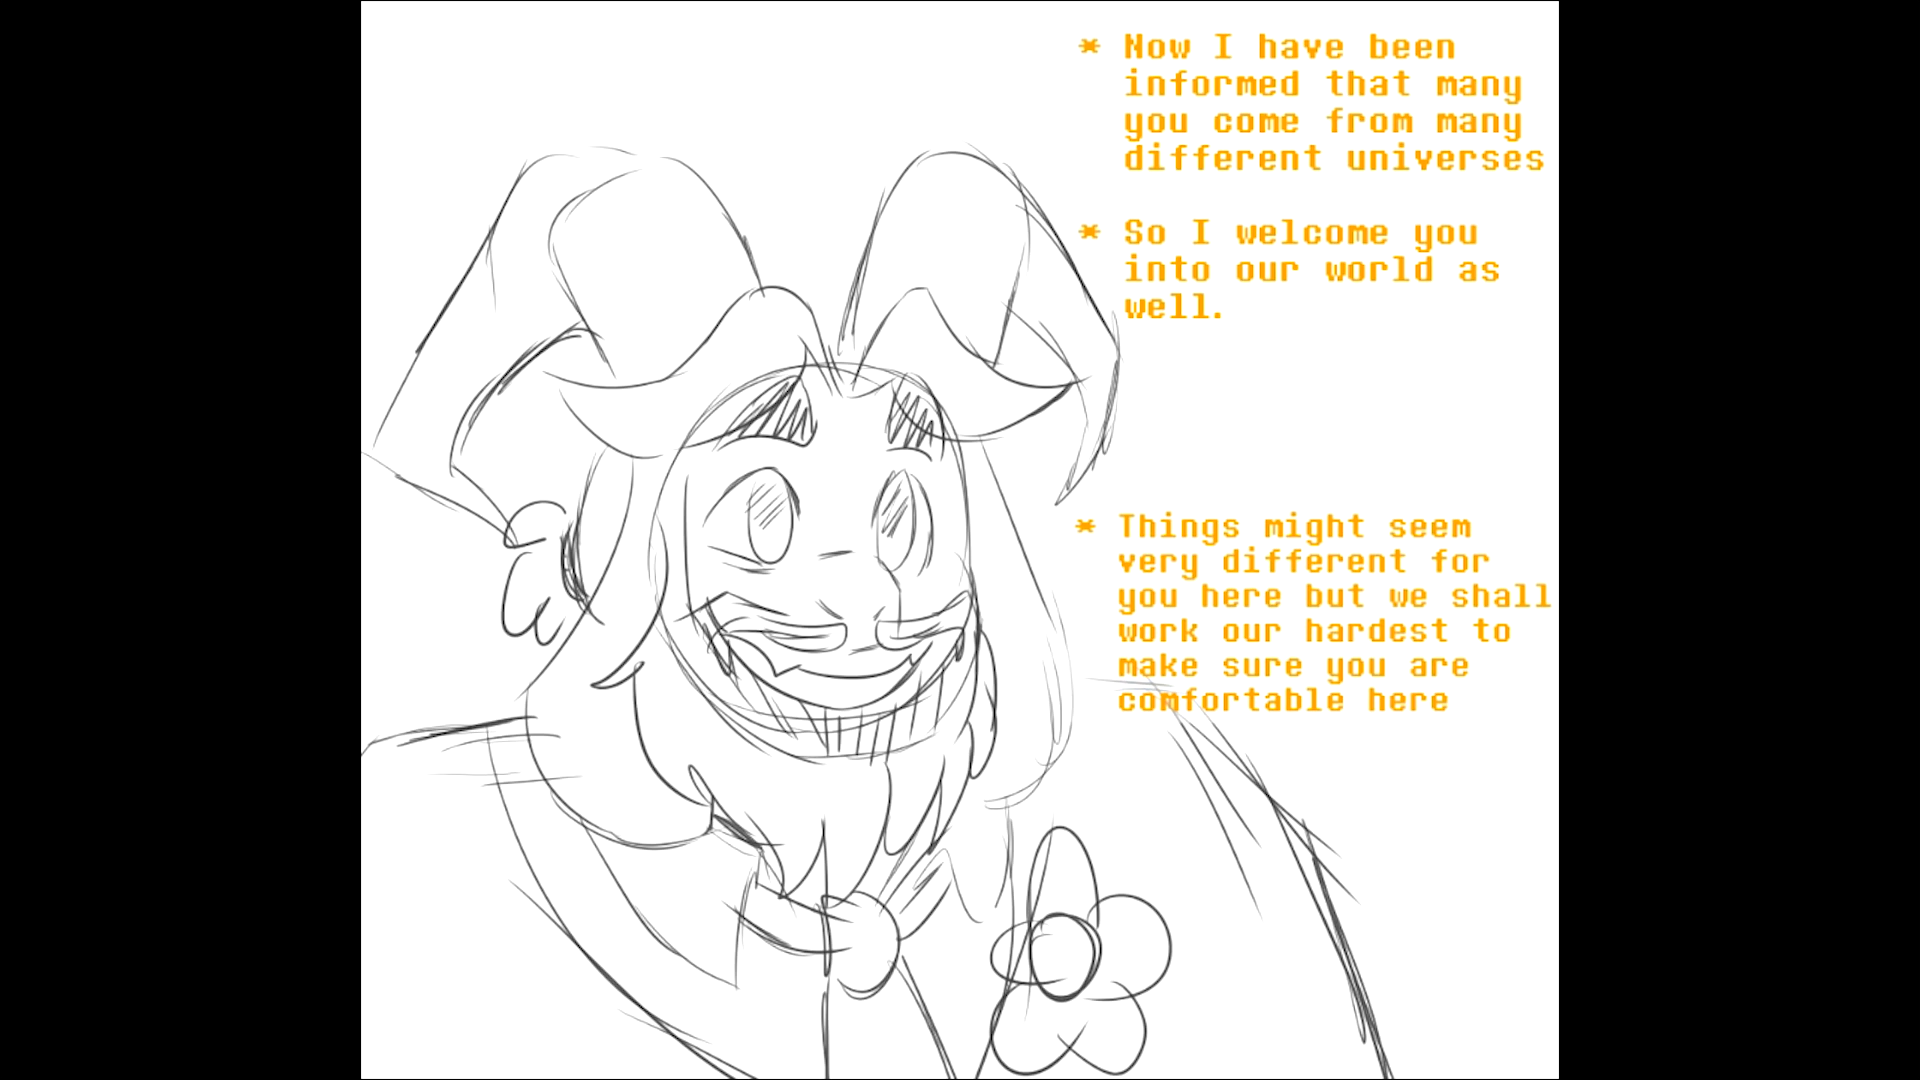 * Now I have been
informed that many
you come from many
different universes
* So I welcome you
into our world as
well.
* Things might seem
very different for
you here but we shall
work our hardest to
make sure you are
comfortable here